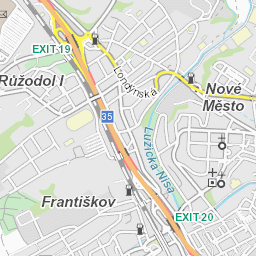 EXIT 19
Růžodol I
Londýnská
Nové
Město
35
Lužická Nisa
Františkov
EXIT 20